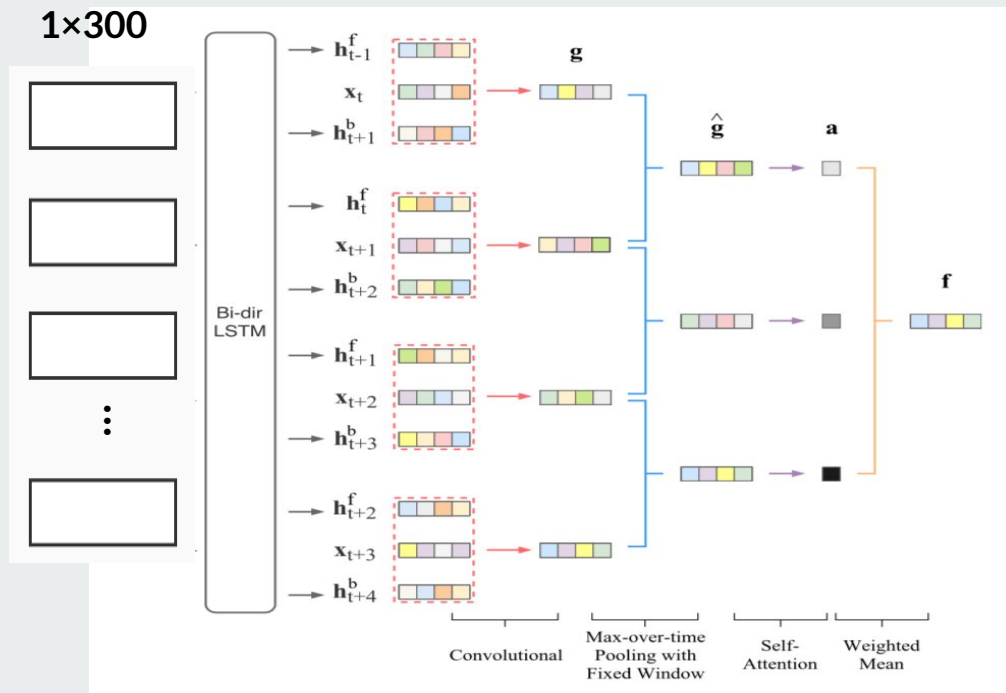 1×300
Bi-dir
LSTM
h^f_{t-1}
x_t
h^b_{t+1}
h^f_t
x_{t+1}
h^b_{t+2}
h^f_{t+1}
x_{t+2}
h^b_{t+3}
h^f_{t+2}
x_{t+3}
h^b_{t+4}
g
ĝ
a
f
Convolutional
Max-over-time
Pooling with
Fixed Window
Self-
Attention
Weighted
Mean